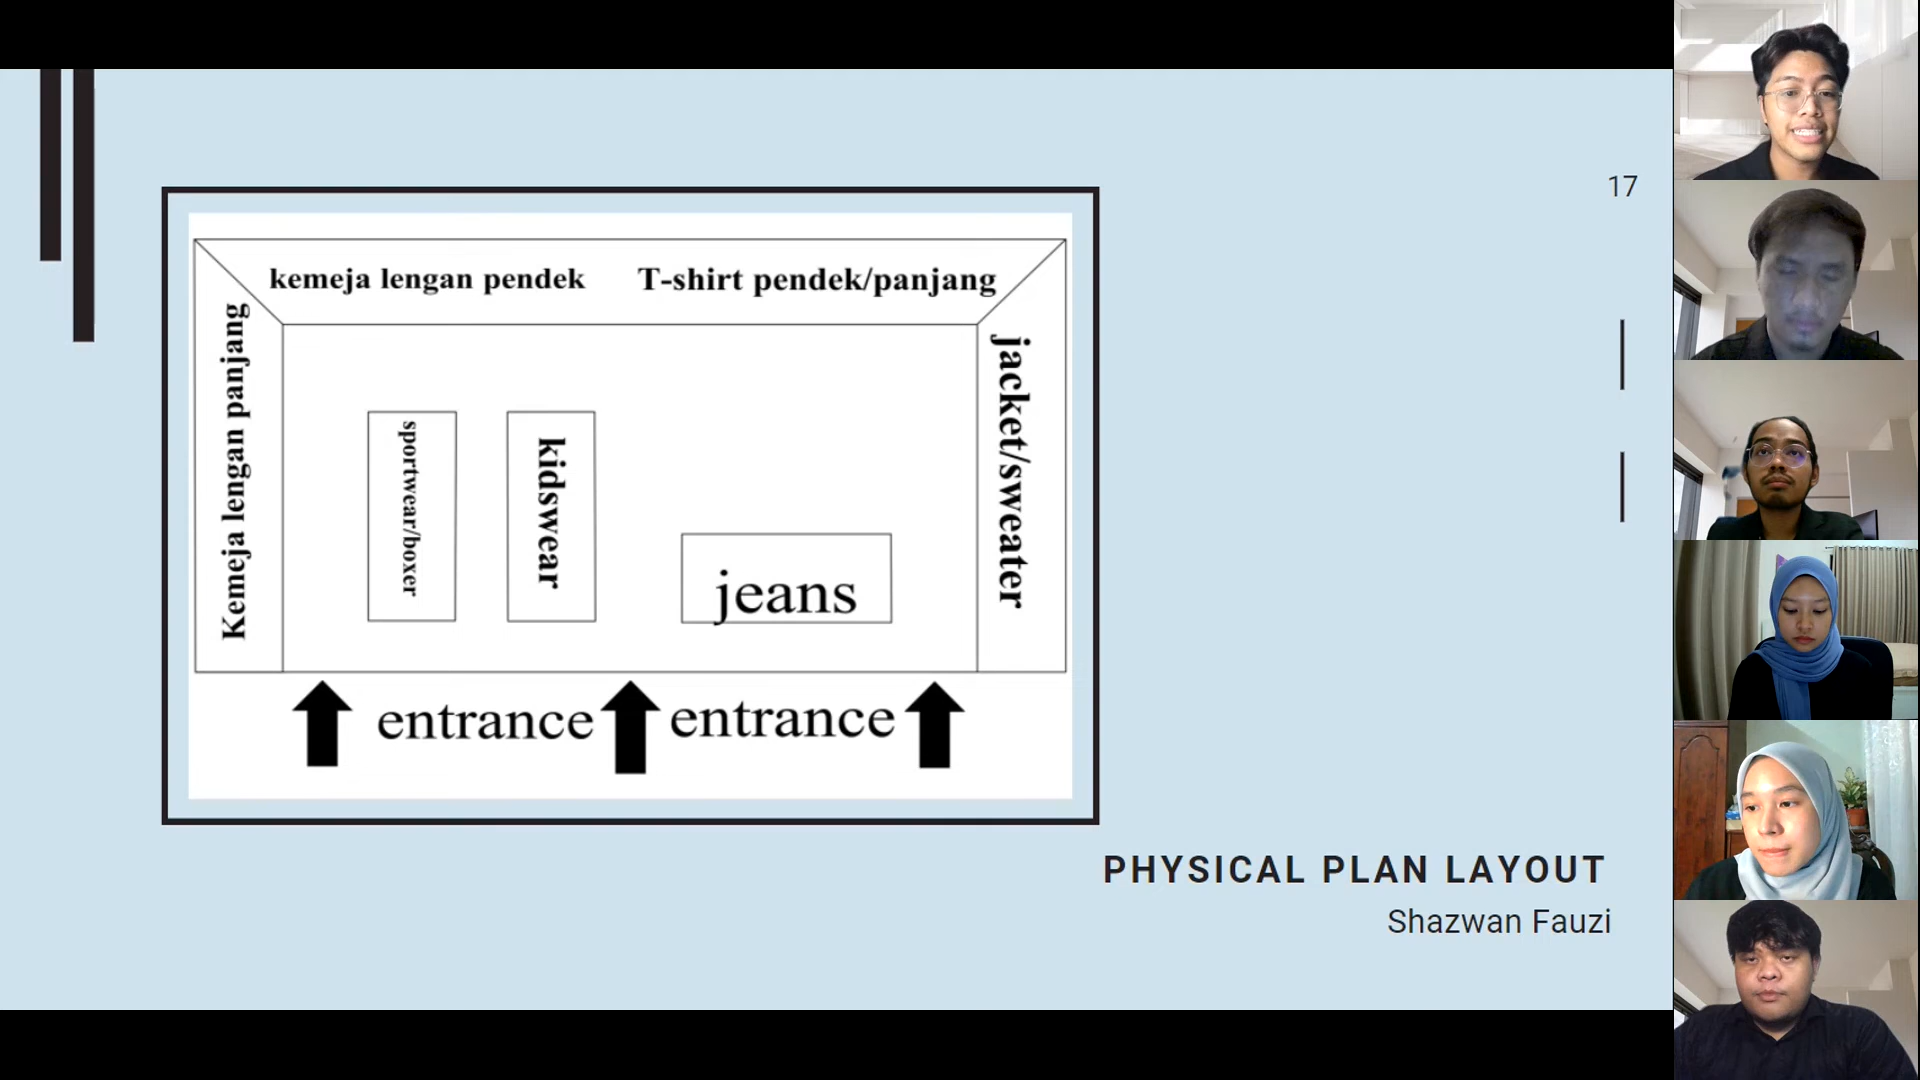 17
kemeja lengan pendek
T-shirt pendek/panjang
Kemeja lengan panjang
sportwear/boxer
kidswear
jeans
jacket/sweater
entrance
entrance
PHYSICAL PLAN LAYOUT
Shazwan Fauzi